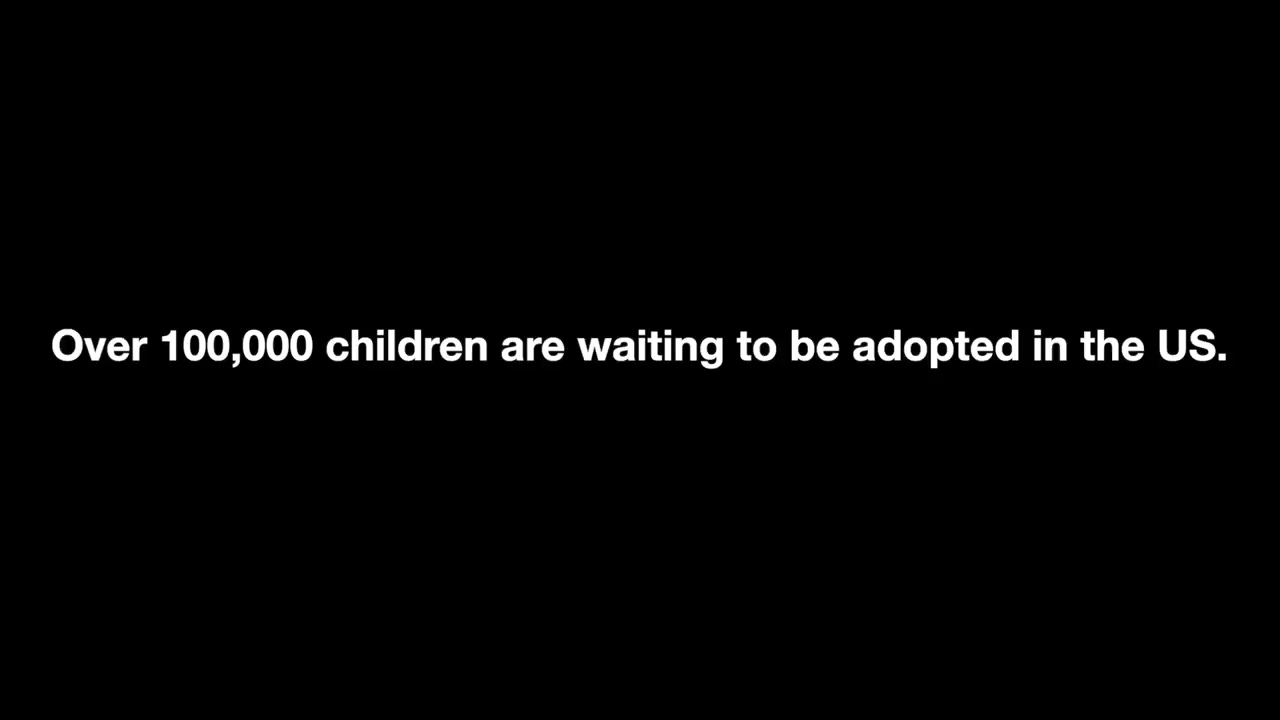 Over 100,000 children are waiting to be adopted in the US.